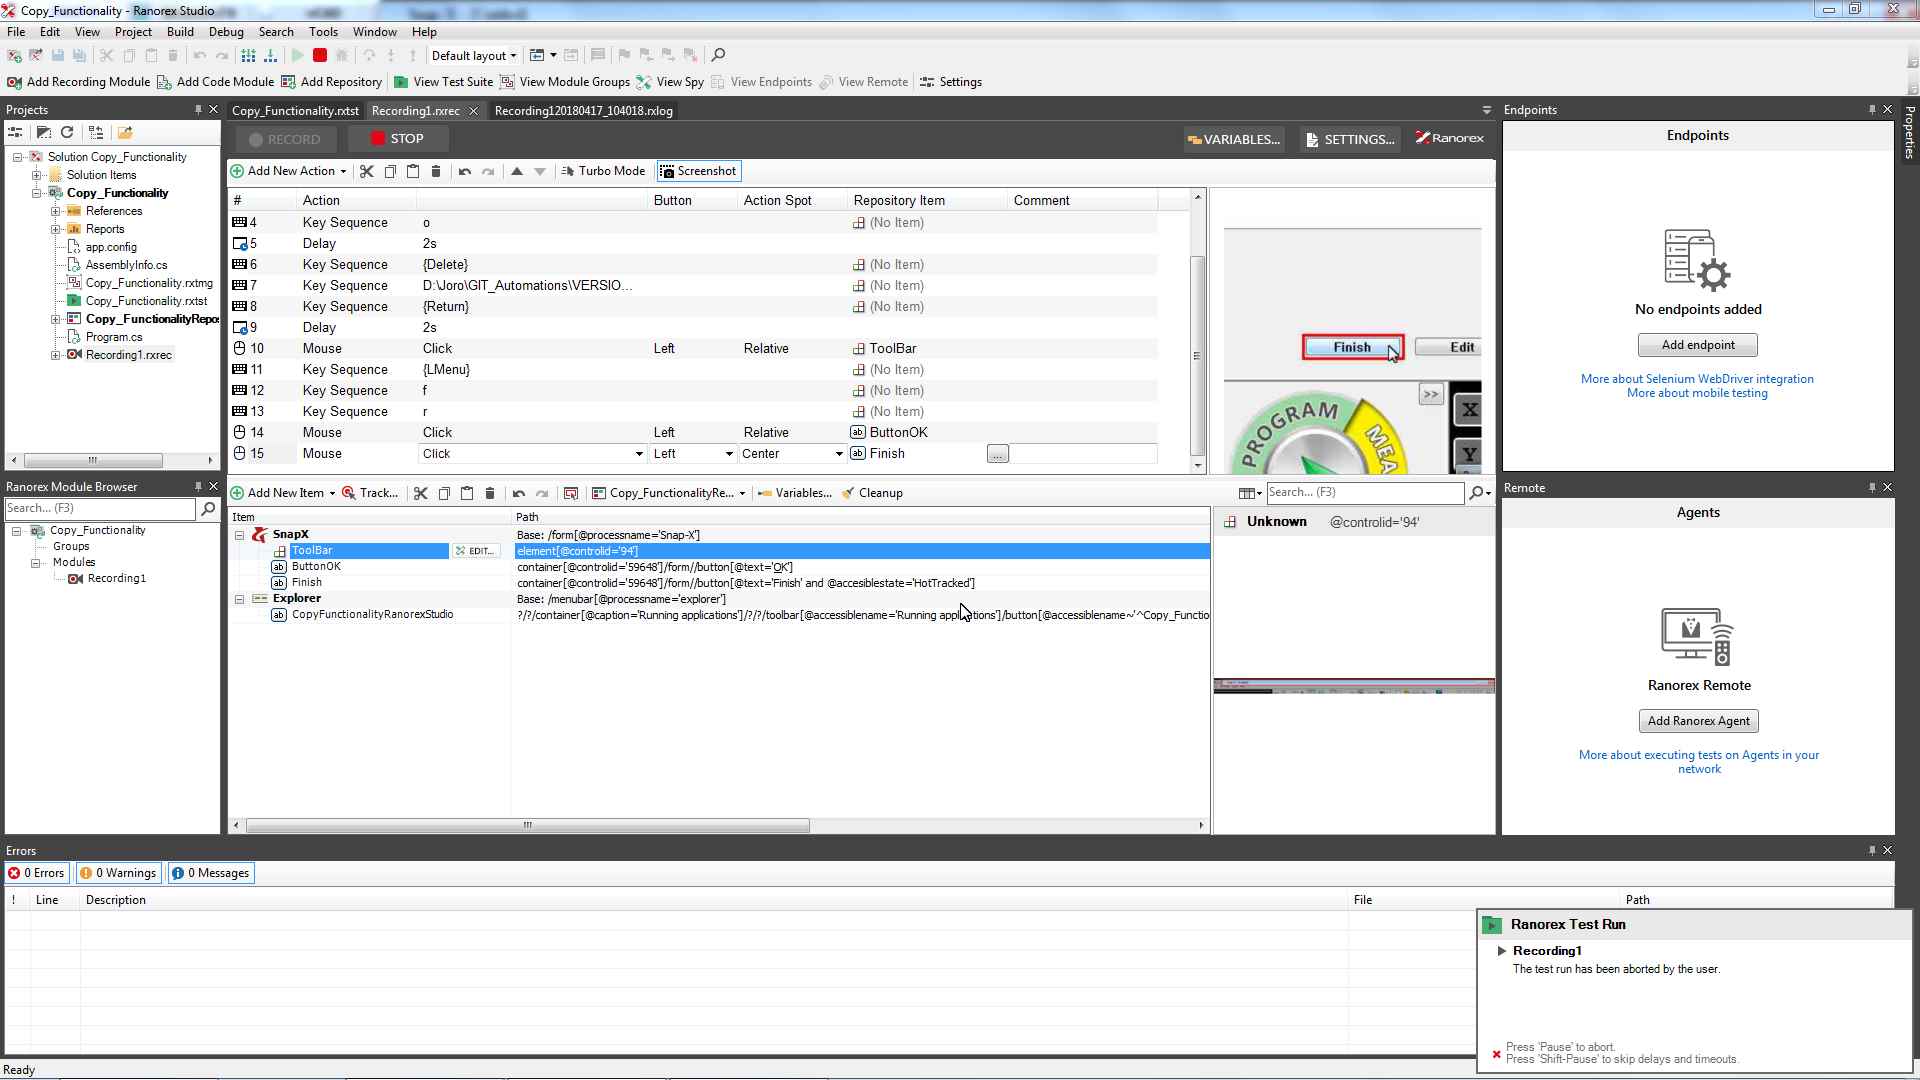 Copy_Functionality - Ranorex Studio
File Edit View Project Build Debug Search Tools Window Help
Default layout
Add Recording Module Add Code Module Add Repository View Test Suite View Module Groups View Spy View Endpoints View Remote Settings
Projects
Solution Copy_Functionality
Solution Items
Copy_Functionality
References
Reports
app.config
AssemblyInfo.cs
Copy_Functionality.rxtmg
Copy_Functionality.rxtst
Copy_FunctionalityRepo
Program.cs
Recording1.rxrec
Ranorex Module Browser
Search... (F3)
Copy_Functionality
Groups
Modules
Recording1
Copy_Functionality.rxtst Recording1.rxrec Recording120180417_104018.rxlog
RECORD STOP VARIABLES... SETTINGS... Ranorex
Add New Action Turbo Mode Screenshot
# Action Button Action Spot Repository Item Comment
4 Key Sequence o (No Item)
5 Delay 2s
6 Key Sequence {Delete} (No Item)
7 Key Sequence D:\Joro\GIT_Automations\VERSIO... (No Item)
8 Key Sequence {Return} (No Item)
9 Delay 2s
10 Mouse Click Left Relative ToolBar
11 Key Sequence {LMenu} (No Item)
12 Key Sequence f (No Item)
13 Key Sequence r (No Item)
14 Mouse Click Left Relative ButtonOK
15 Mouse Click Left Center Finish ...
Finish Edit
>>
PROGRAM MEA
X
Y
Add New Item Track... Copy_FunctionalityRe... Variables... Cleanup Search... (F3)
Item Path
SnapX Base: /form[@processname='Snap-X']
ToolBar EDIT... element[@controlid='94']
ButtonOK container[@controlid='59648']/form//button[@text='OK']
Finish container[@controlid='59648']/form//button[@text='Finish' and @accesiblestate='HotTracked']
Explorer Base: /menubar[@processname='explorer']
CopyFunctionalityRanorexStudio ?/?/container[@caption='Running applications']/?/?/toolbar[@accessiblename='Running applications']/button[@accessiblename~'^Copy_Functio
Unknown @controlid='94'
Endpoints
Endpoints
No endpoints added
Add endpoint
More about Selenium WebDriver integration
More about mobile testing
Properties
Remote
Agents
Ranorex Remote
Add Ranorex Agent
More about executing tests on Agents in your
network
Errors
0 Errors 0 Warnings 0 Messages
! Line Description File Path
Ranorex Test Run
Recording1
The test run has been aborted by the user.
Press 'Pause' to abort.
Press 'Shift-Pause' to skip delays and timeouts.
Ready